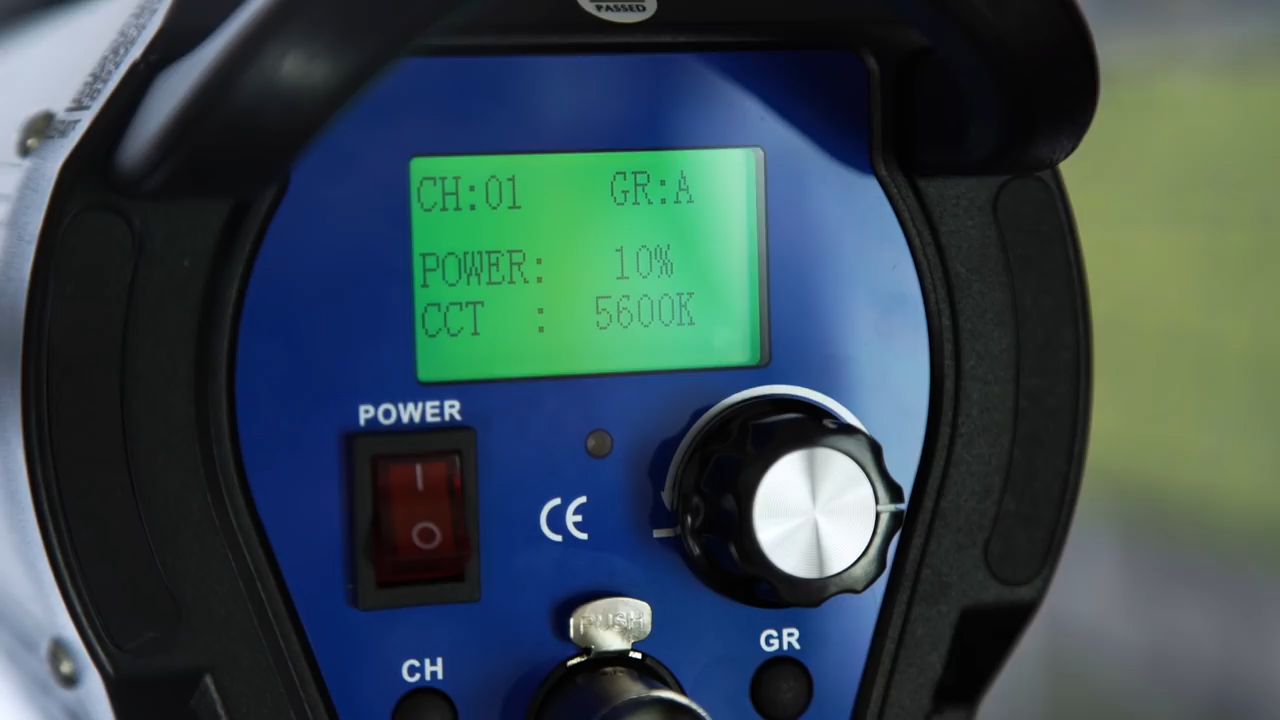 PASSED
CH:01 GR:A
POWER: 10%
CCT : 5600K
POWER
CE
PUSH
CH GR